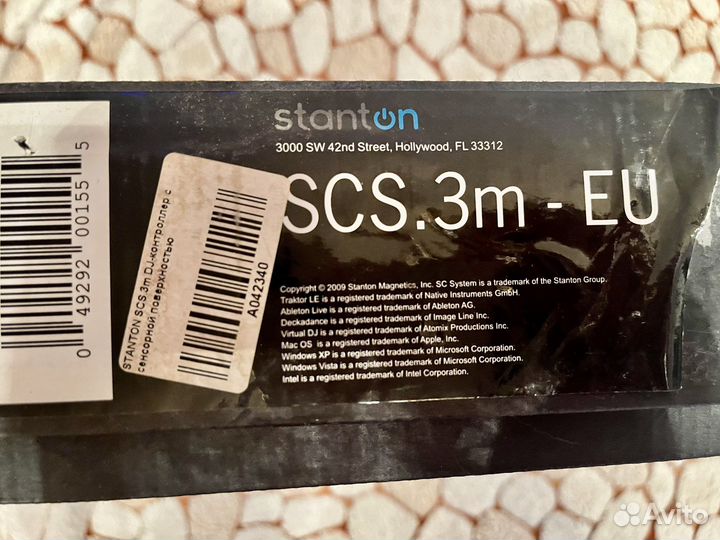 stanton
3000 SW 42nd Street, Hollywood, FL 33312
SCS.3m - EU
Copyright © 2009 Stanton Magnetics, Inc. SC System is a trademark of the Stanton Group.
Traktor LE is a registered trademark of Native Instruments GmbH.
Ableton Live is a registered trademark of Ableton AG.
Deckadance is a registered trademark of Image Line Inc.
Virtual DJ is a registered trademark of Atomix Productions Inc.
Mac OS is a registered trademark of Apple, Inc.
Windows XP is a registered trademark of Microsoft Corporation.
Windows Vista is a registered trademark of Microsoft Corporation.
Intel is a registered trademark of Intel Corporation.
0 49292 00155 5
STANTON SCS.3m DJ-контроллер с
сенсорной поверхностью
A042340
Avito